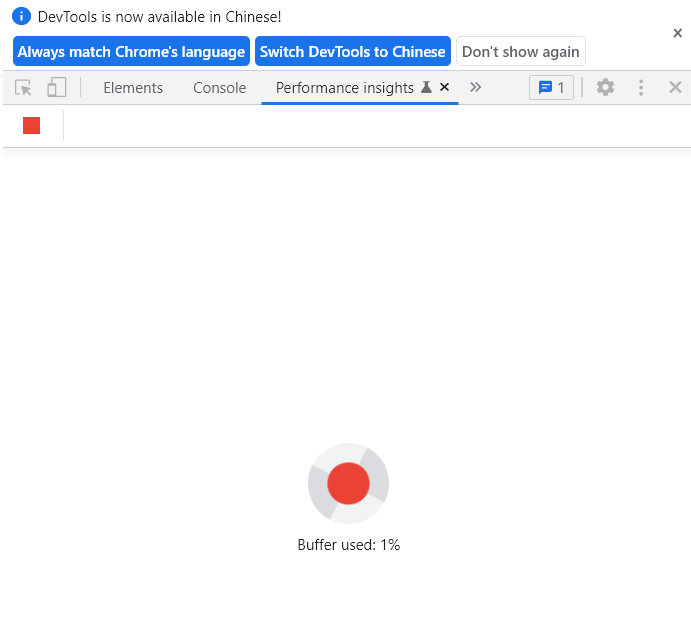 DevTools is now available in Chinese!
Always match Chrome's language Switch DevTools to Chinese Don't show again
Elements Console Performance insights 1
Buffer used: 1%